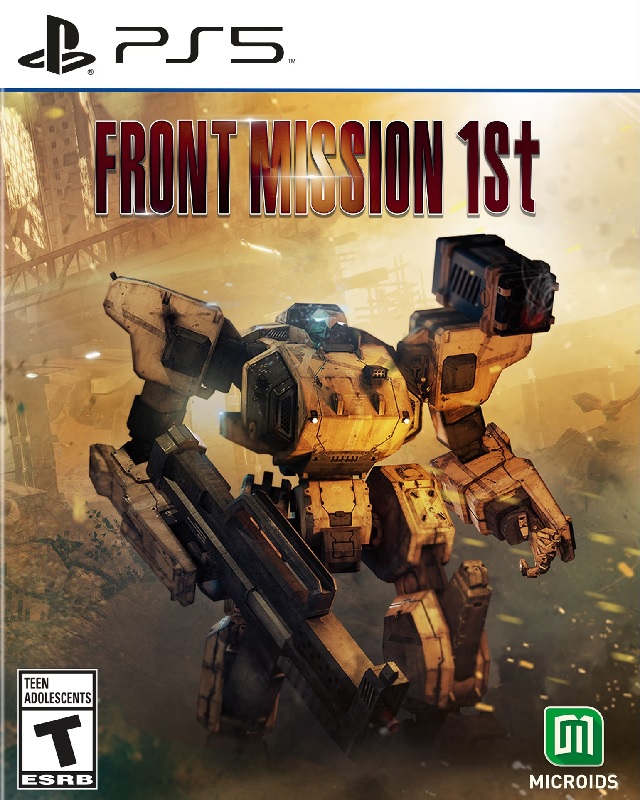 PS5
FRONT MISSION 1St
TEEN
ADOLESCENTS
T
ESRB
MICROIDS